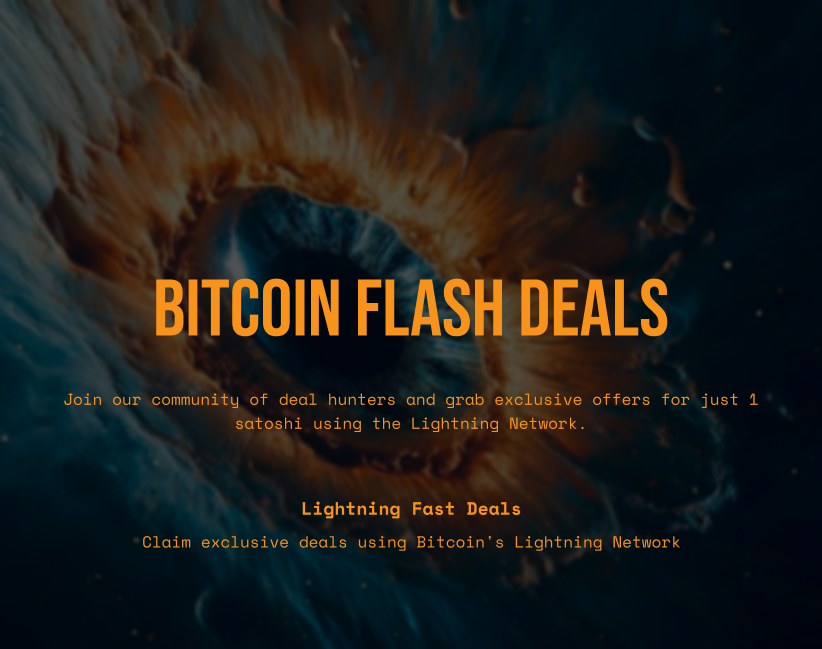 BITCOIN FLASH DEALS
Join our community of deal hunters and grab exclusive offers for just 1
satoshi using the Lightning Network.
Lightning Fast Deals
Claim exclusive deals using Bitcoin's Lightning Network